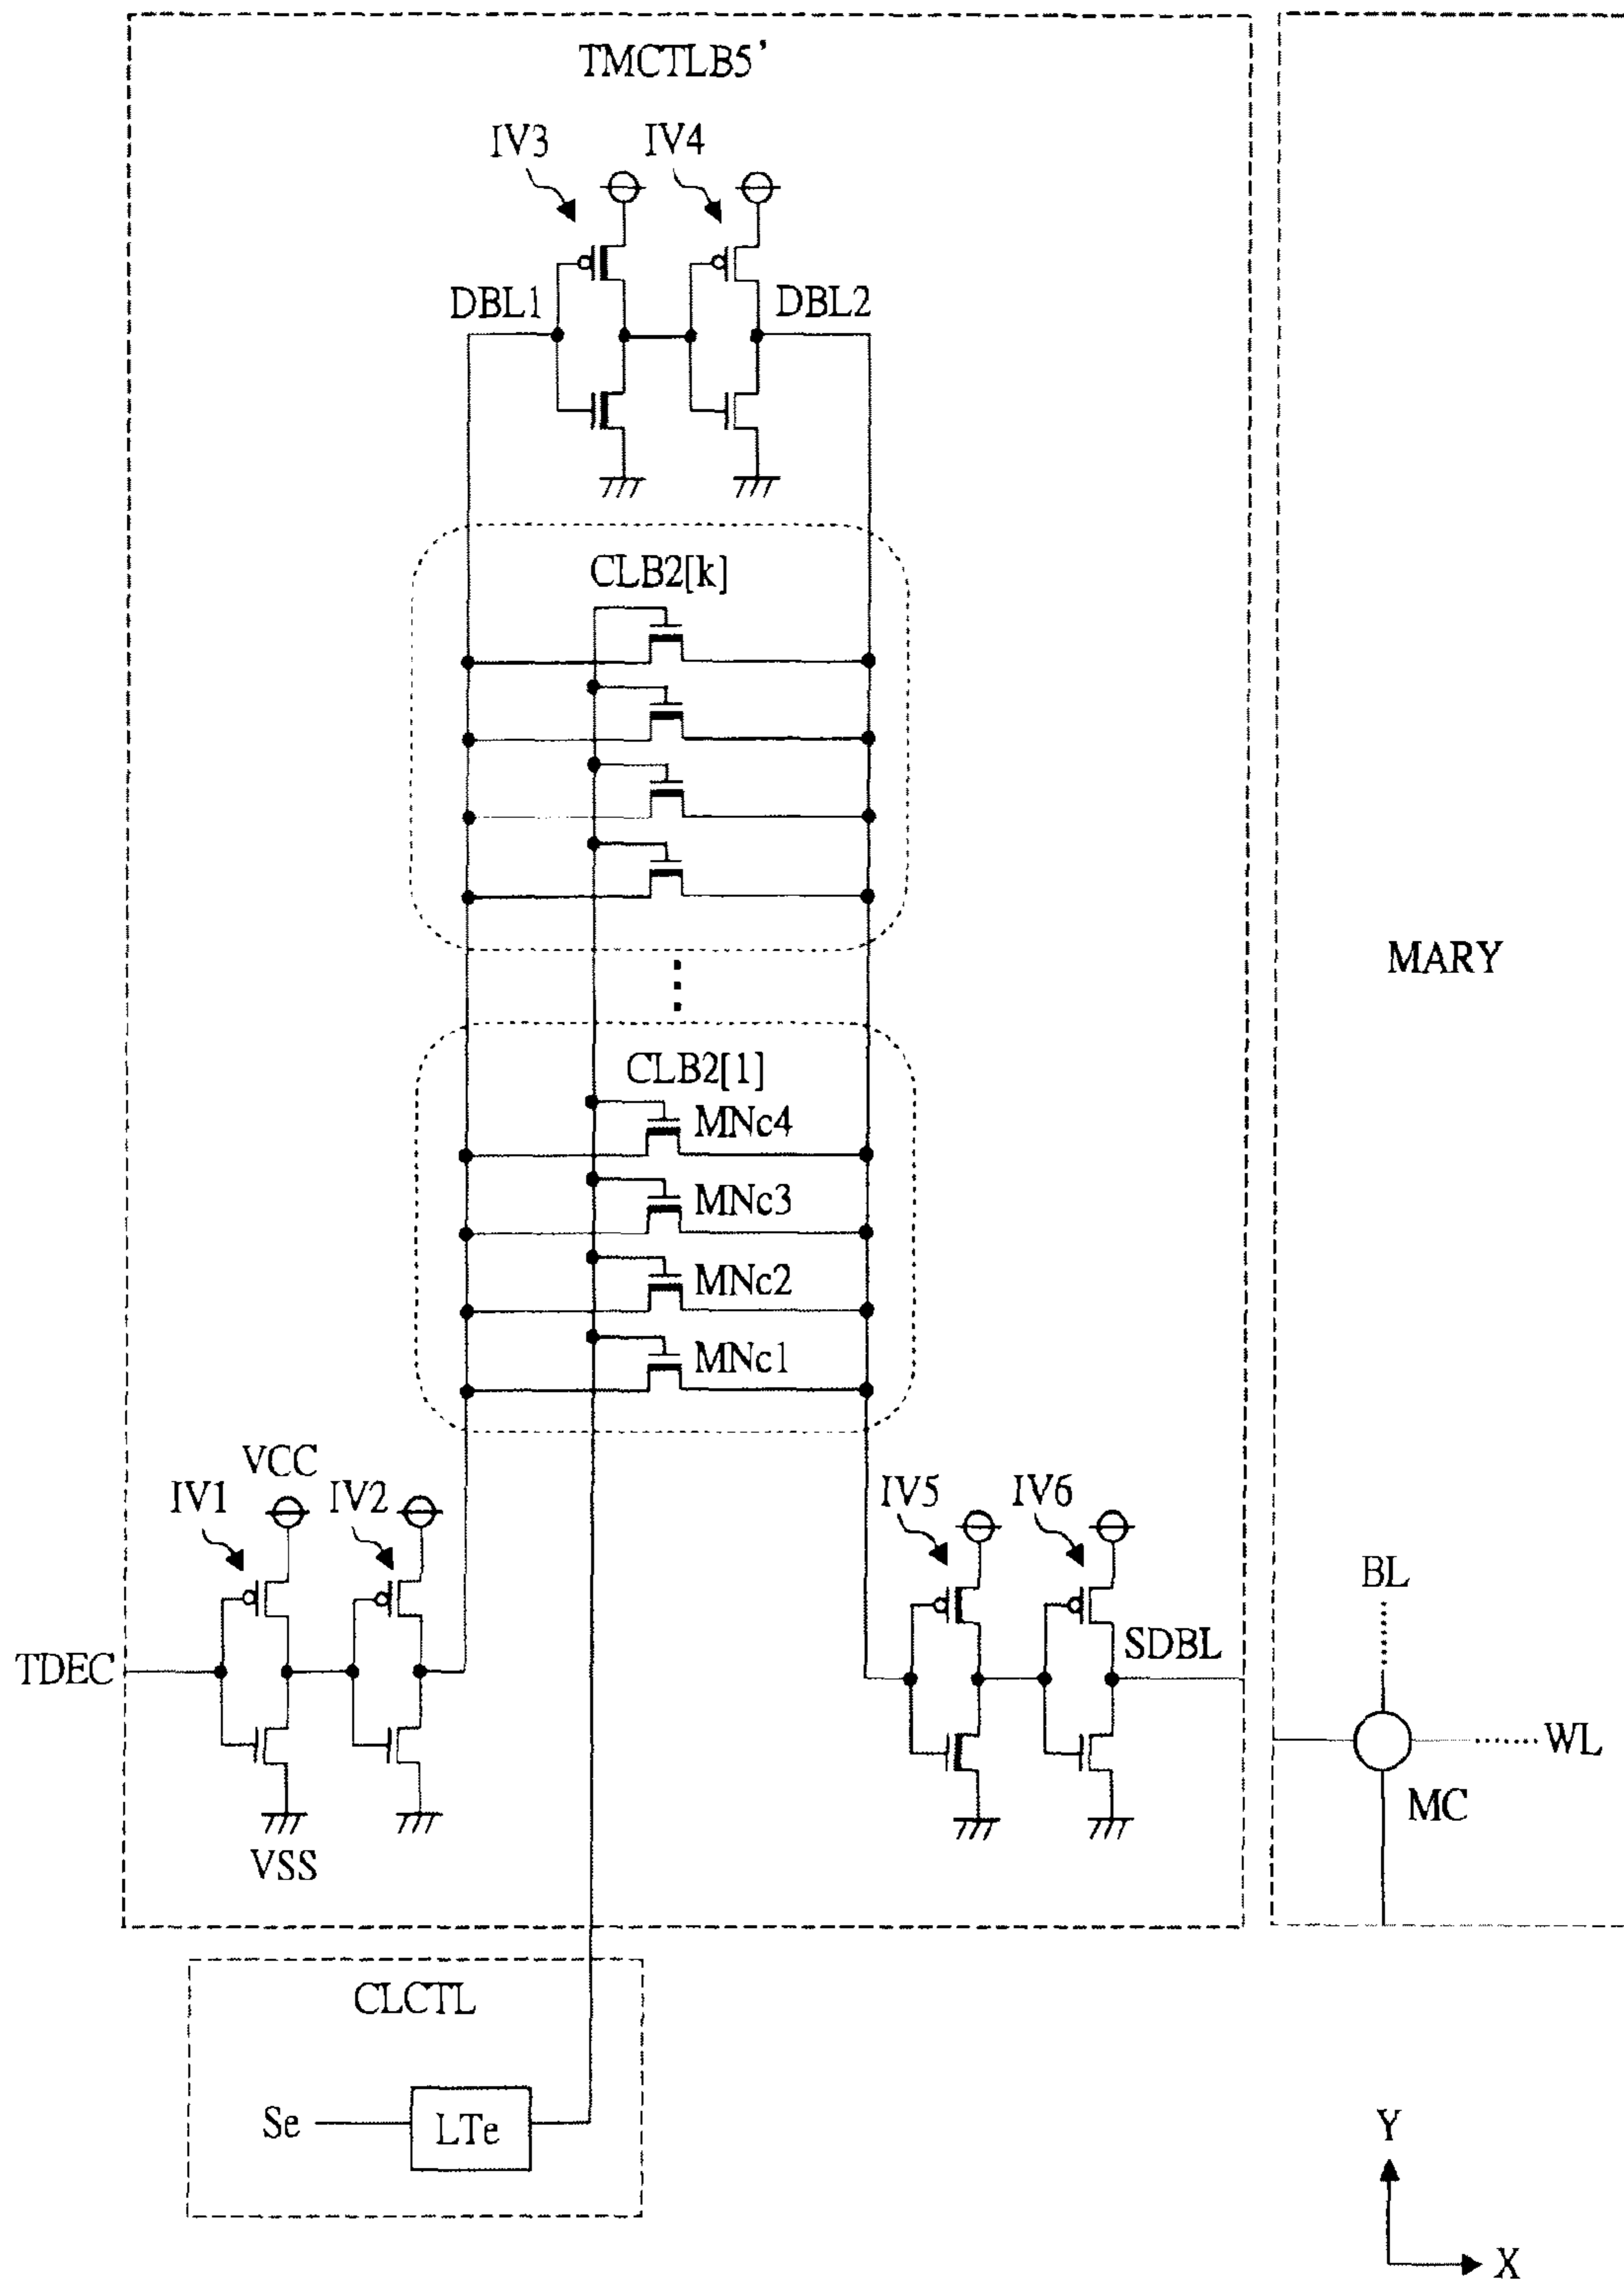 TMCTLB5'
IV3
IV4
DBL1
DBL2
CLB2[k]
MARY
CLB2[1]
MNc4
MNc3
MNc2
MNc1
VCC
IV1
IV2
IV5
IV6
BL
TDEC
SDBL
WL
MC
VSS
CLCTL
Se
LTe
Y
X